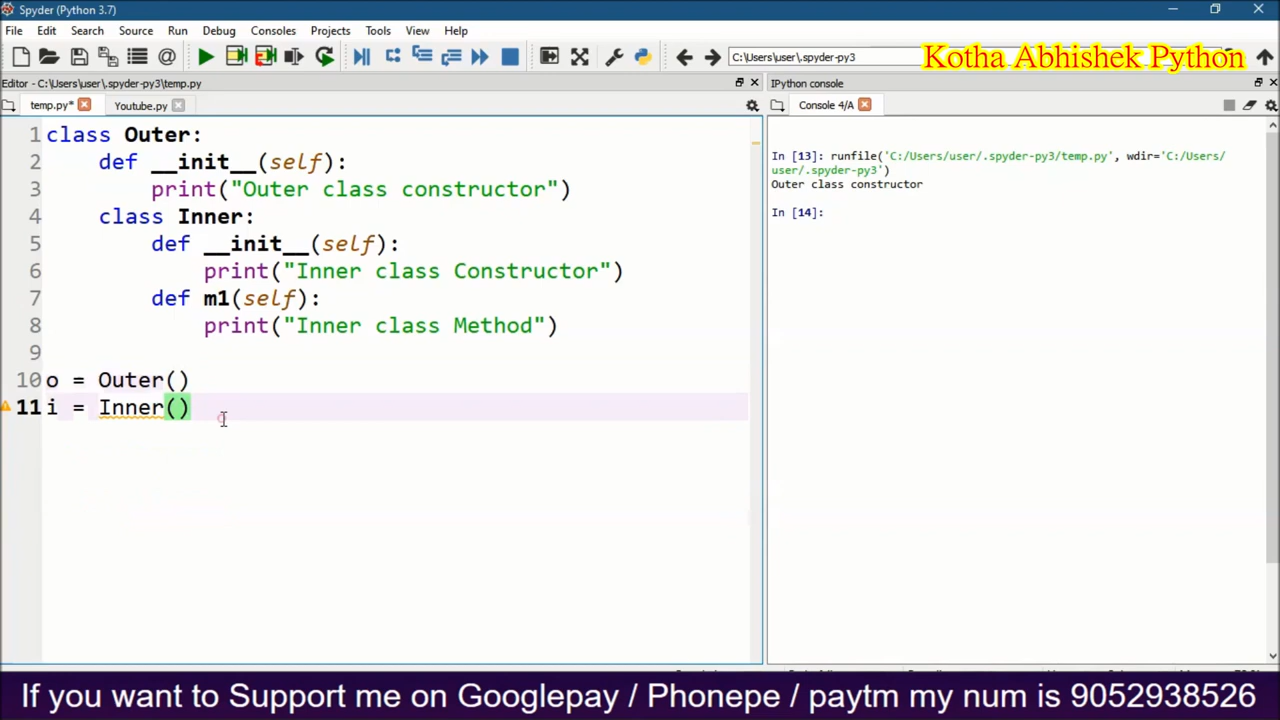 Spyder (Python 3.7)
File Edit Search Source Run Debug Consoles Projects Tools View Help
C:\Users\user\.spyder-py3
Kotha Abhishek Python
Editor - C:\Users\user\.spyder-py3\temp.py
temp.py* Youtube.py
1 class Outer:
2 def __init__(self):
3 print("Outer class constructor")
4 class Inner:
5 def __init__(self):
6 print("Inner class Constructor")
7 def m1(self):
8 print("Inner class Method")
9
10 o = Outer()
11 i = Inner()
IPython console
Console 4/A
In [13]: runfile('C:/Users/user/.spyder-py3/temp.py', wdir='C:/Users/
user/.spyder-py3')
Outer class constructor
In [14]:
If you want to Support me on Googlepay / Phonepe / paytm my num is 9052938526